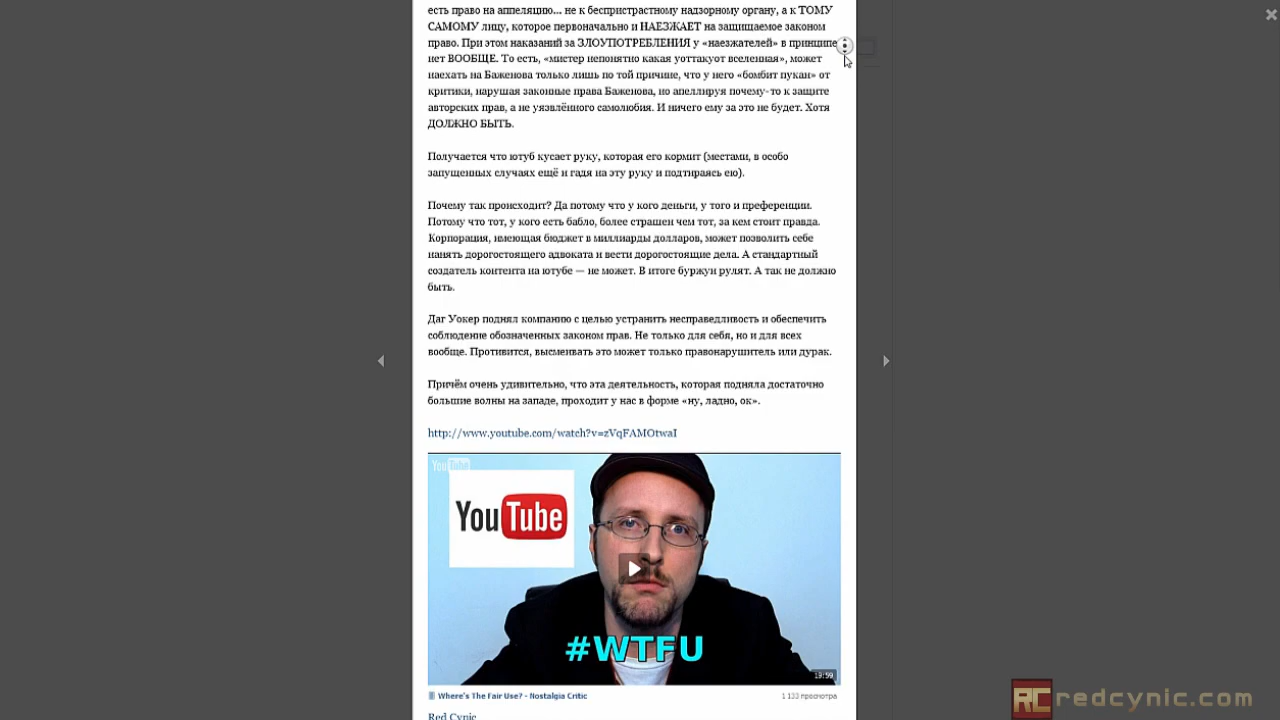 есть право на аппеляцию... не к беспристрастному надзорному органу, а к ТОМУ
САМОМУ лицу, которое первоначально и НАЕЗЖАЕТ на защищаемое законом
право. При этом наказаний за ЗЛОУПОТРЕБЛЕНИЯ у «наезжателей» в принципе
нет ВООБЩЕ. То есть, «мистер непонятно какая уоттакуот вселенная», может
наехать на Баженова только лишь по той причине, что у него «бомбит пукан» от
критики, нарушая законные права Баженова, но апеллируя почему-то к защите
авторских прав, а не уязвлённого самолюбия. И ничего ему за это не будет. Хотя
ДОЛЖНО БЫТЬ.
Получается что ютуб кусает руку, которая его кормит (местами, в особо
запущенных случаях ещё и гадя на эту руку и подтираясь ею).
Почему так происходит? Да потому что у кого деньги, у того и преференции.
Потому что тот, у кого есть бабло, более страшен чем тот, за кем стоит правда.
Корпорация, имеющая бюджет в миллиарды долларов, может позволить себе
нанять дорогостоящего адвоката и вести дорогостоящие дела. А стандартный
создатель контента на ютубе — не может. В итоге буржуи рулят. А так не должно
быть.
Даг Уокер поднял компанию с целью устранить несправедливость и обеспечить
соблюдение обозначенных законом прав. Не только для себя, но и для всех
вообще. Противится, высмеивать это может только правонарушитель или дурак.
Причём очень удивительно, что эта деятельность, которая подняла достаточно
большие волны на западе, проходит у нас в форме «ну, ладно, ок».
http://www.youtube.com/watch?v=zVqFAMOtwaI
YouTube
YouTube
#WTFU
19:59
Where's The Fair Use? - Nostalgia Critic
1 133 просмотра
Red Cynic
RC redcynic.com